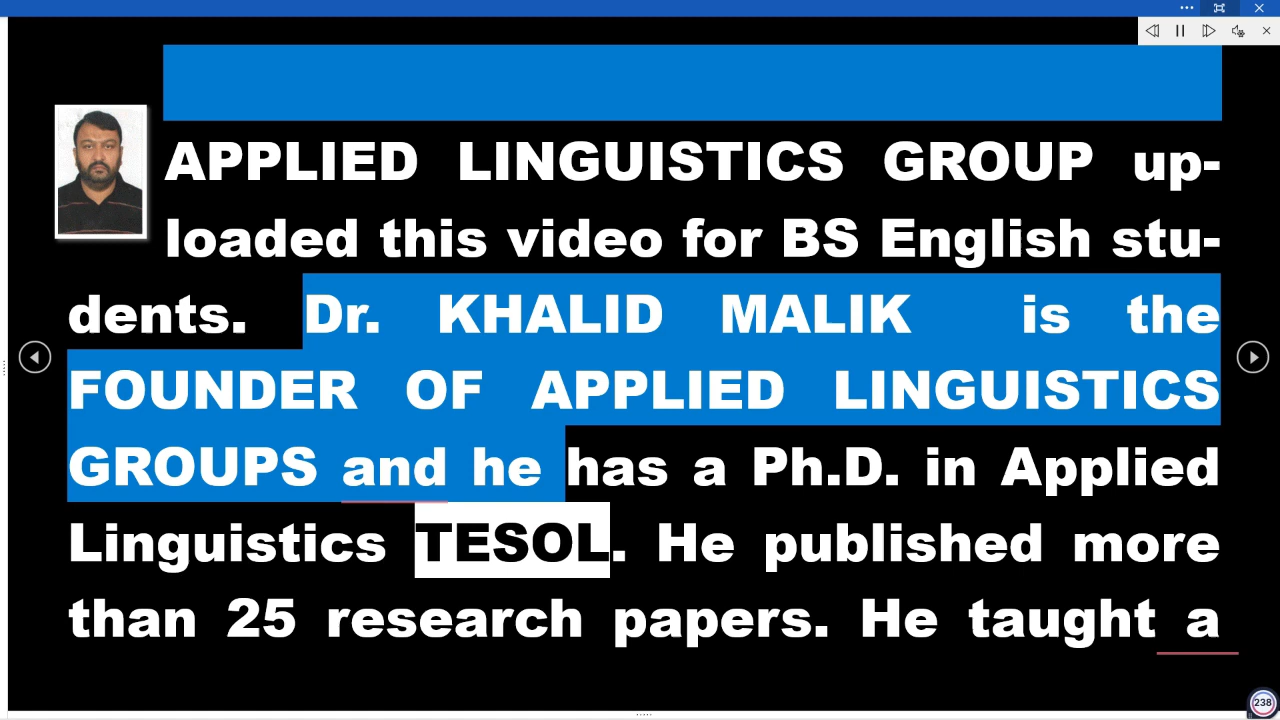 APPLIED LINGUISTICS GROUP up-
loaded this video for BS English stu-
dents. Dr. KHALID MALIK is the
FOUNDER OF APPLIED LINGUISTICS
GROUPS and he has a Ph.D. in Applied
Linguistics TESOL. He published more
than 25 research papers. He taught a
238